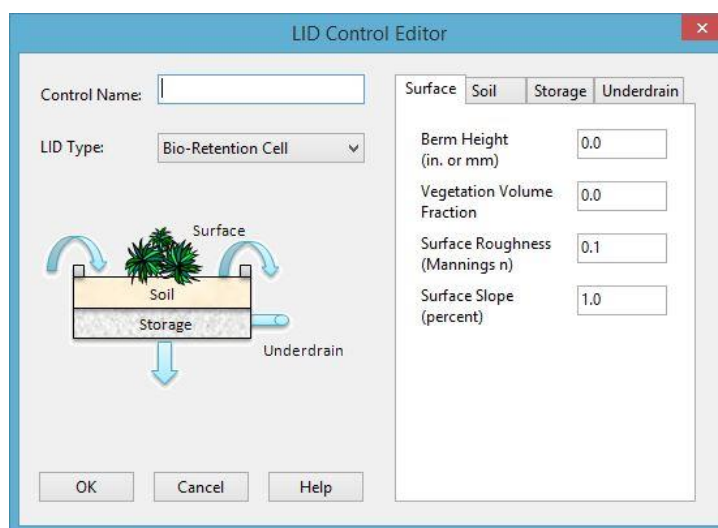 LID Control Editor
Control Name:
LID Type:
Bio-Retention Cell
Surface
Soil
Storage
Underdrain
OK
Cancel
Help
Surface
Soil
Storage
Underdrain
Berm Height
(in. or mm)
0.0
Vegetation Volume
Fraction
0.0
Surface Roughness
(Mannings n)
0.1
Surface Slope
(percent)
1.0